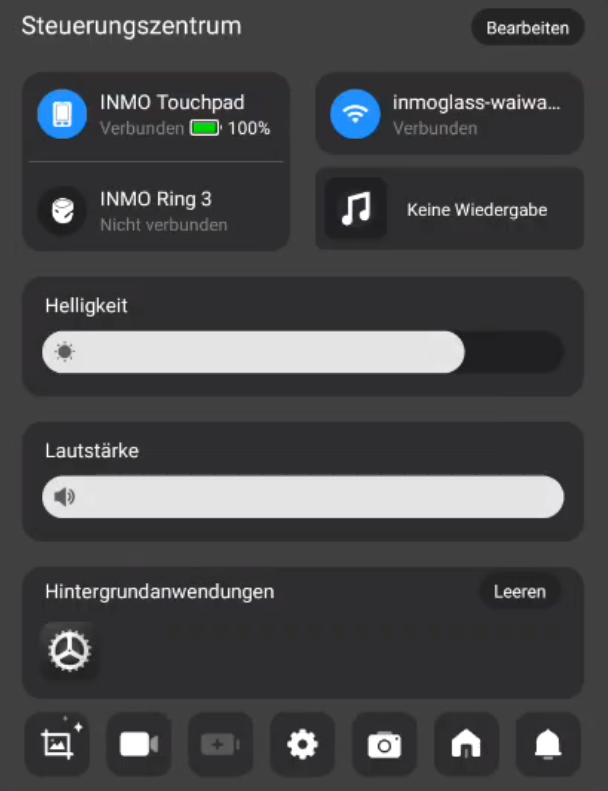 Steuerungszentrum
Bearbeiten
INMO Touchpad
Verbunden 100%
inmoglass-waiwa...
Verbunden
INMO Ring 3
Nicht verbunden
Keine Wiedergabe
Helligkeit
Lautstärke
Hintergrundanwendungen
Leeren